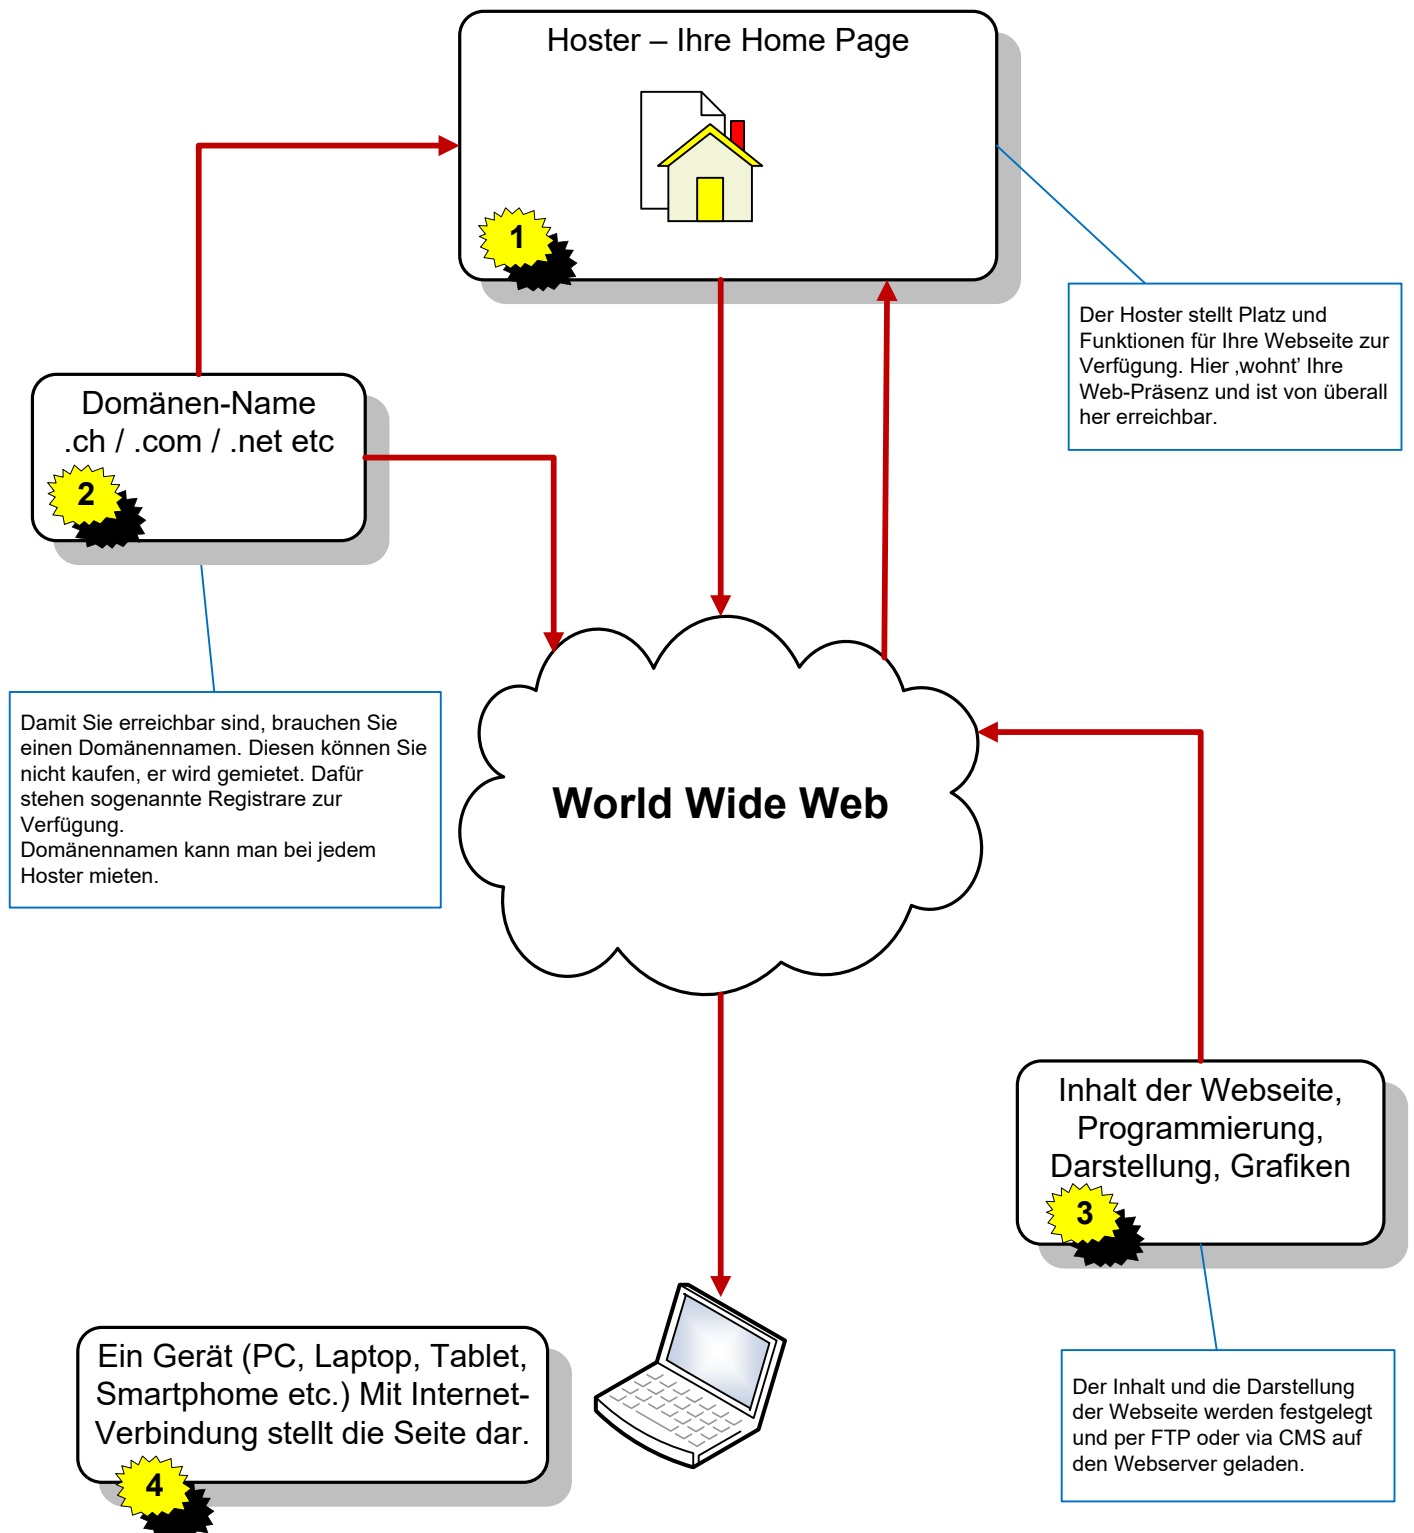 Hoster – Ihre Home Page
1
Der Hoster stellt Platz und
Funktionen für Ihre Webseite zur
Verfügung. Hier ‚wohnt’ Ihre
Web-Präsenz und ist von überall
her erreichbar.
Domänen-Name
.ch / .com / .net etc
2
Damit Sie erreichbar sind, brauchen Sie
einen Domänennamen. Diesen können Sie
nicht kaufen, er wird gemietet. Dafür
stehen sogenannte Registrare zur
Verfügung.
Domänennamen kann man bei jedem
Hoster mieten.
World Wide Web
Inhalt der Webseite,
Programmierung,
Darstellung, Grafiken
3
Der Inhalt und die Darstellung
der Webseite werden festgelegt
und per FTP oder via CMS auf
den Webserver geladen.
Ein Gerät (PC, Laptop, Tablet,
Smartphome etc.) Mit Internet-
Verbindung stellt die Seite dar.
4